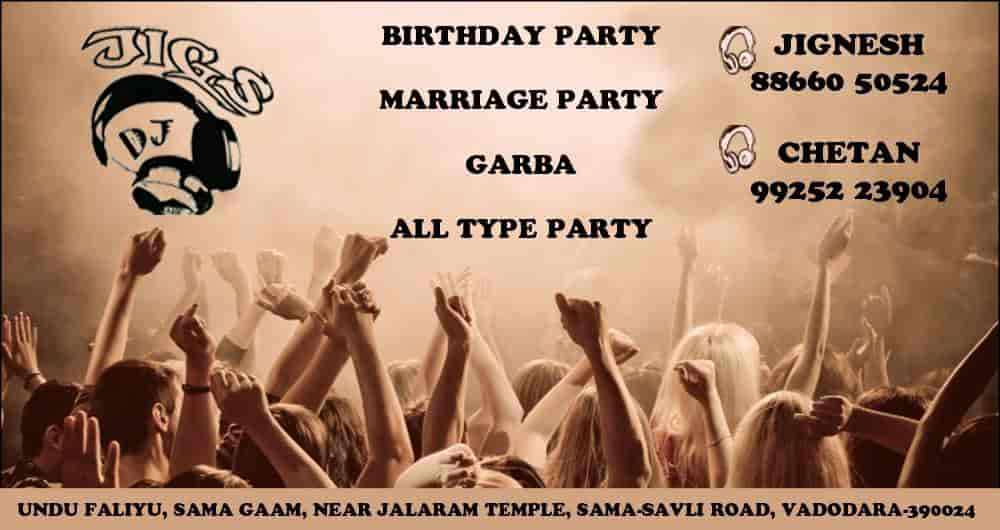 JIGS
DJ
BIRTHDAY PARTY
MARRIAGE PARTY
GARBA
ALL TYPE PARTY
JIGNESH
88660 50524
CHETAN
99252 23904
UNDU FALIYU, SAMA GAAM, NEAR JALARAM TEMPLE, SAMA-SAVLI ROAD, VADODARA-390024